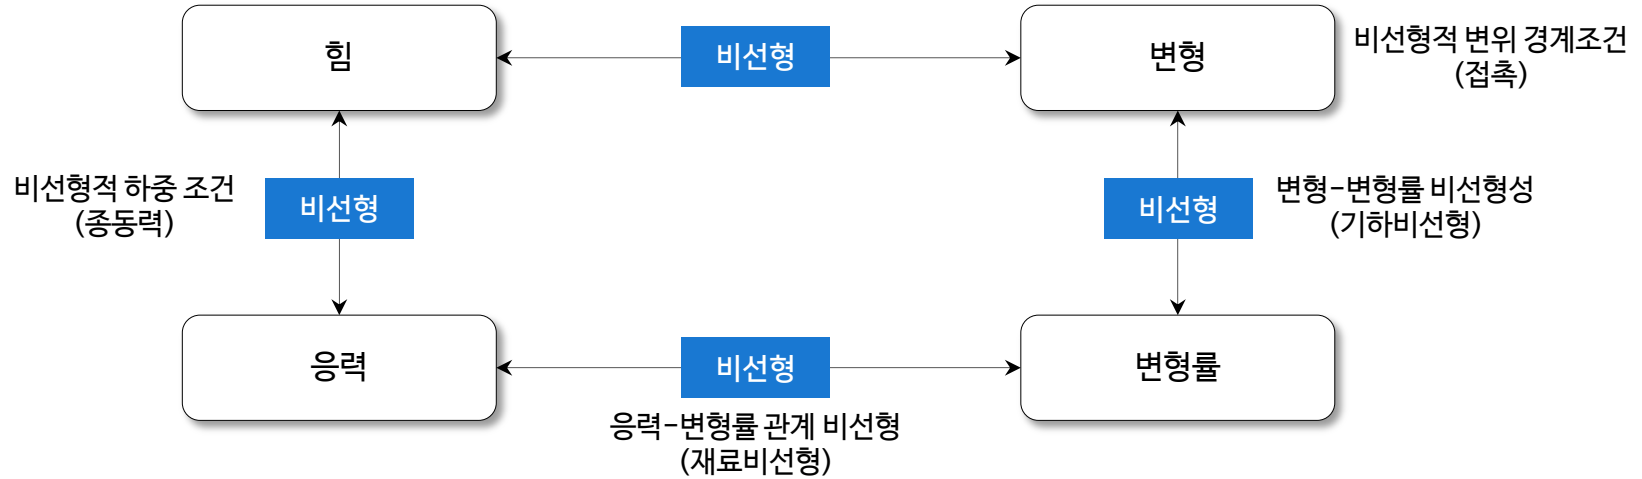 힘
비선형
변형
비선형적 변위 경계조건
(접촉)
비선형적 하중 조건
(종동력)
비선형
비선형
변형-변형률 비선형성
(기하비선형)
응력
비선형
변형률
응력-변형률 관계 비선형
(재료비선형)